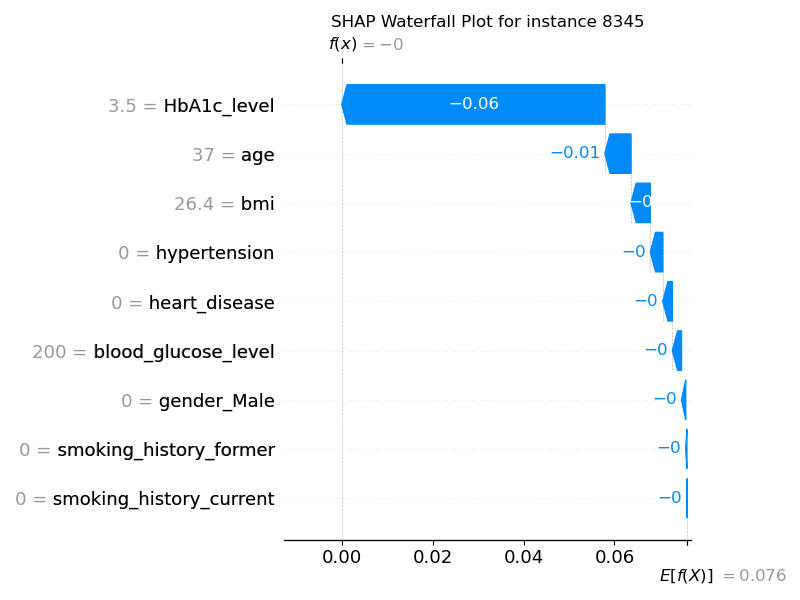 SHAP Waterfall Plot for instance 8345
f(x) = −0
3.5 = HbA1c_level
−0.06
37 = age
−0.01
26.4 = bmi
−0
0 = hypertension
−0
0 = heart_disease
−0
200 = blood_glucose_level
−0
0 = gender_Male
−0
0 = smoking_history_former
−0
0 = smoking_history_current
−0
0.00 0.02 0.04 0.06
E[f(X)] = 0.076